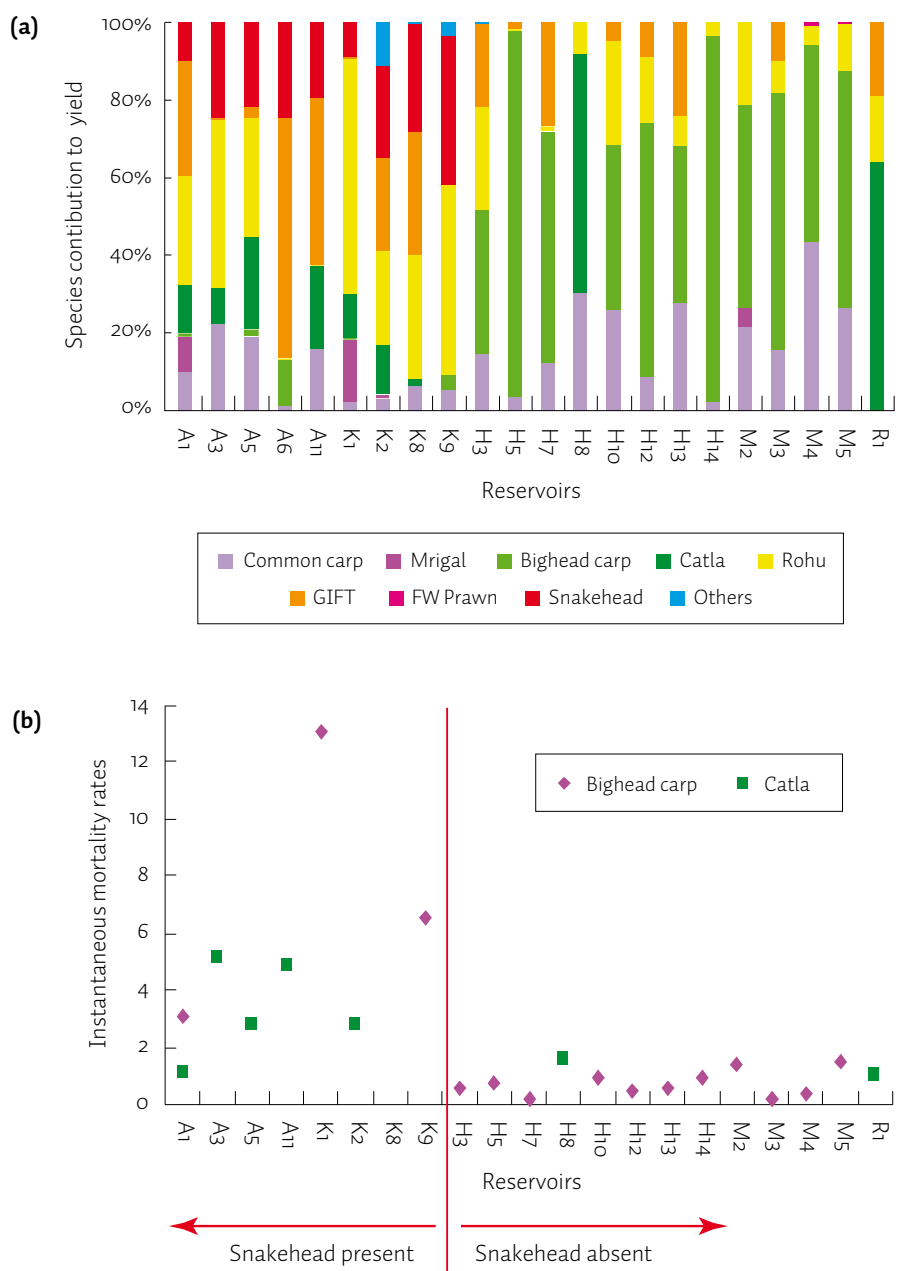 (a)
Species contibution to yield
100%
80%
60%
40%
20%
0%
A1 A3 A5 A6 A11 K1 K2 K8 K9 H3 H5 H7 H8 H10 H12 H13 H14 M2 M3 M4 M5 R1
Reservoirs
Common carp Mrigal Bighead carp Catla Rohu
GIFT FW Prawn Snakehead Others
(b)
Instantaneous mortality rates
14
12
10
8
6
4
2
0
Bighead carp Catla
A1 A3 A5 A11 K1 K2 K8 K9 H3 H5 H7 H8 H10 H12 H13 H14 M2 M3 M4 M5 R1
Reservoirs
Snakehead present Snakehead absent